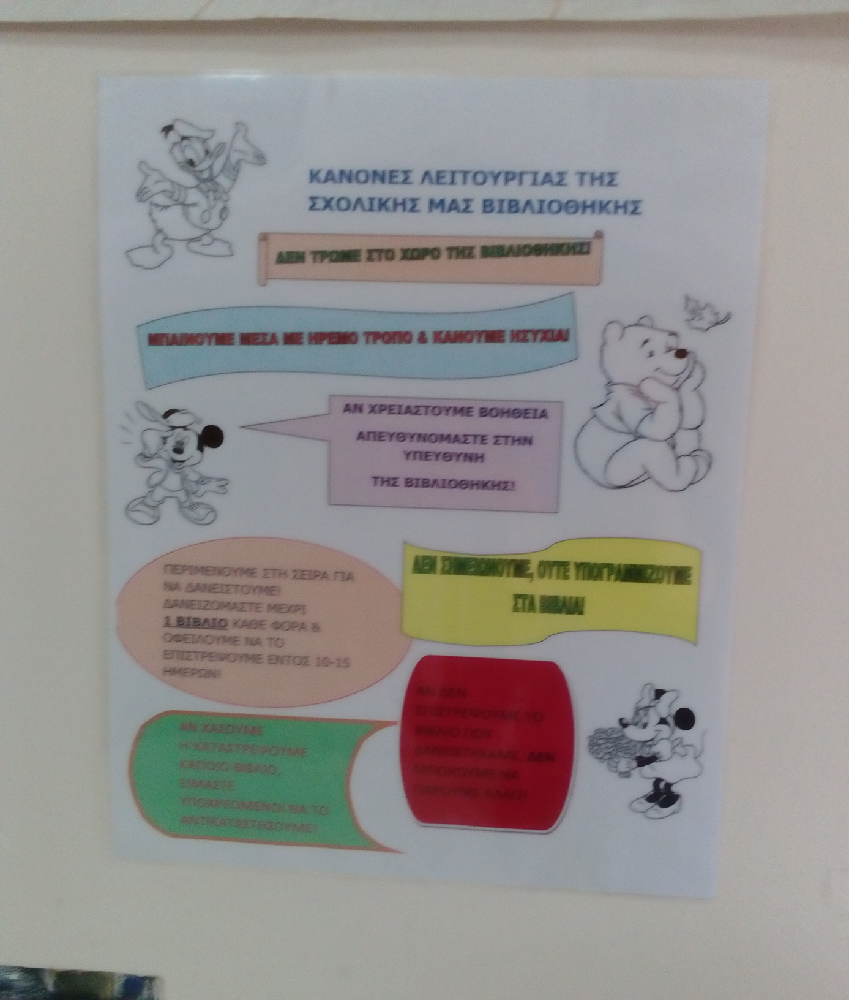 ΚΑΝΟΝΕΣ ΛΕΙΤΟΥΡΓΙΑΣ ΤΗΣ
ΣΧΟΛΙΚΗΣ ΜΑΣ ΒΙΒΛΙΟΘΗΚΗΣ
ΔΕΝ ΤΡΩΜΕ ΣΤΟ ΧΩΡΟ ΤΗΣ ΒΙΒΛΙΟΘΗΚΗΣ!
ΜΠΑΙΝΟΥΜΕ ΜΕΣΑ ΜΕ ΗΡΕΜΟ ΤΡΟΠΟ & ΚΑΝΟΥΜΕ ΗΣΥΧΙΑ!
ΑΝ ΧΡΕΙΑΣΤΟΥΜΕ ΒΟΗΘΕΙΑ
ΑΠΕΥΘΥΝΟΜΑΣΤΕ ΣΤΗΝ
ΥΠΕΥΘΥΝΗ
ΤΗΣ ΒΙΒΛΙΟΘΗΚΗΣ!
ΠΕΡΙΜΕΝΟΥΜΕ ΣΤΗ ΣΕΙΡΑ ΓΙΑ
ΝΑ ΔΑΝΕΙΣΤΟΥΜΕ!
ΔΑΝΕΙΖΟΜΑΣΤΕ ΜΕΧΡΙ
1 ΒΙΒΛΙΟ ΚΑΘΕ ΦΟΡΑ &
ΟΦΕΙΛΟΥΜΕ ΝΑ ΤΟ
ΕΠΙΣΤΡΕΨΟΥΜΕ ΕΝΤΟΣ 10-15
ΗΜΕΡΩΝ!
ΔΕΝ ΣΗΜΕΙΩΝΟΥΜΕ, ΟΥΤΕ ΥΠΟΓΡΑΜΜΙΖΟΥΜΕ
ΣΤΑ ΒΙΒΛΙΑ!
ΑΝ ΔΕΝ
ΕΠΙΣΤΡΕΨΟΥΜΕ ΤΟ
ΒΙΒΛΙΟ ΠΟΥ
ΔΑΝΕΙΣΤΗΚΑΜΕ, ΔΕΝ
ΜΠΟΡΟΥΜΕ ΝΑ
ΠΑΡΟΥΜΕ ΑΛΛΟ!
ΑΝ ΧΑΣΟΥΜΕ
Η΄ ΚΑΤΑΣΤΡΕΨΟΥΜΕ
ΚΑΠΟΙΟ ΒΙΒΛΙΟ,
ΕΙΜΑΣΤΕ
ΥΠΟΧΡΕΩΜΕΝΟΙ ΝΑ ΤΟ
ΑΝΤΙΚΑΤΑΣΤΗΣΟΥΜΕ!